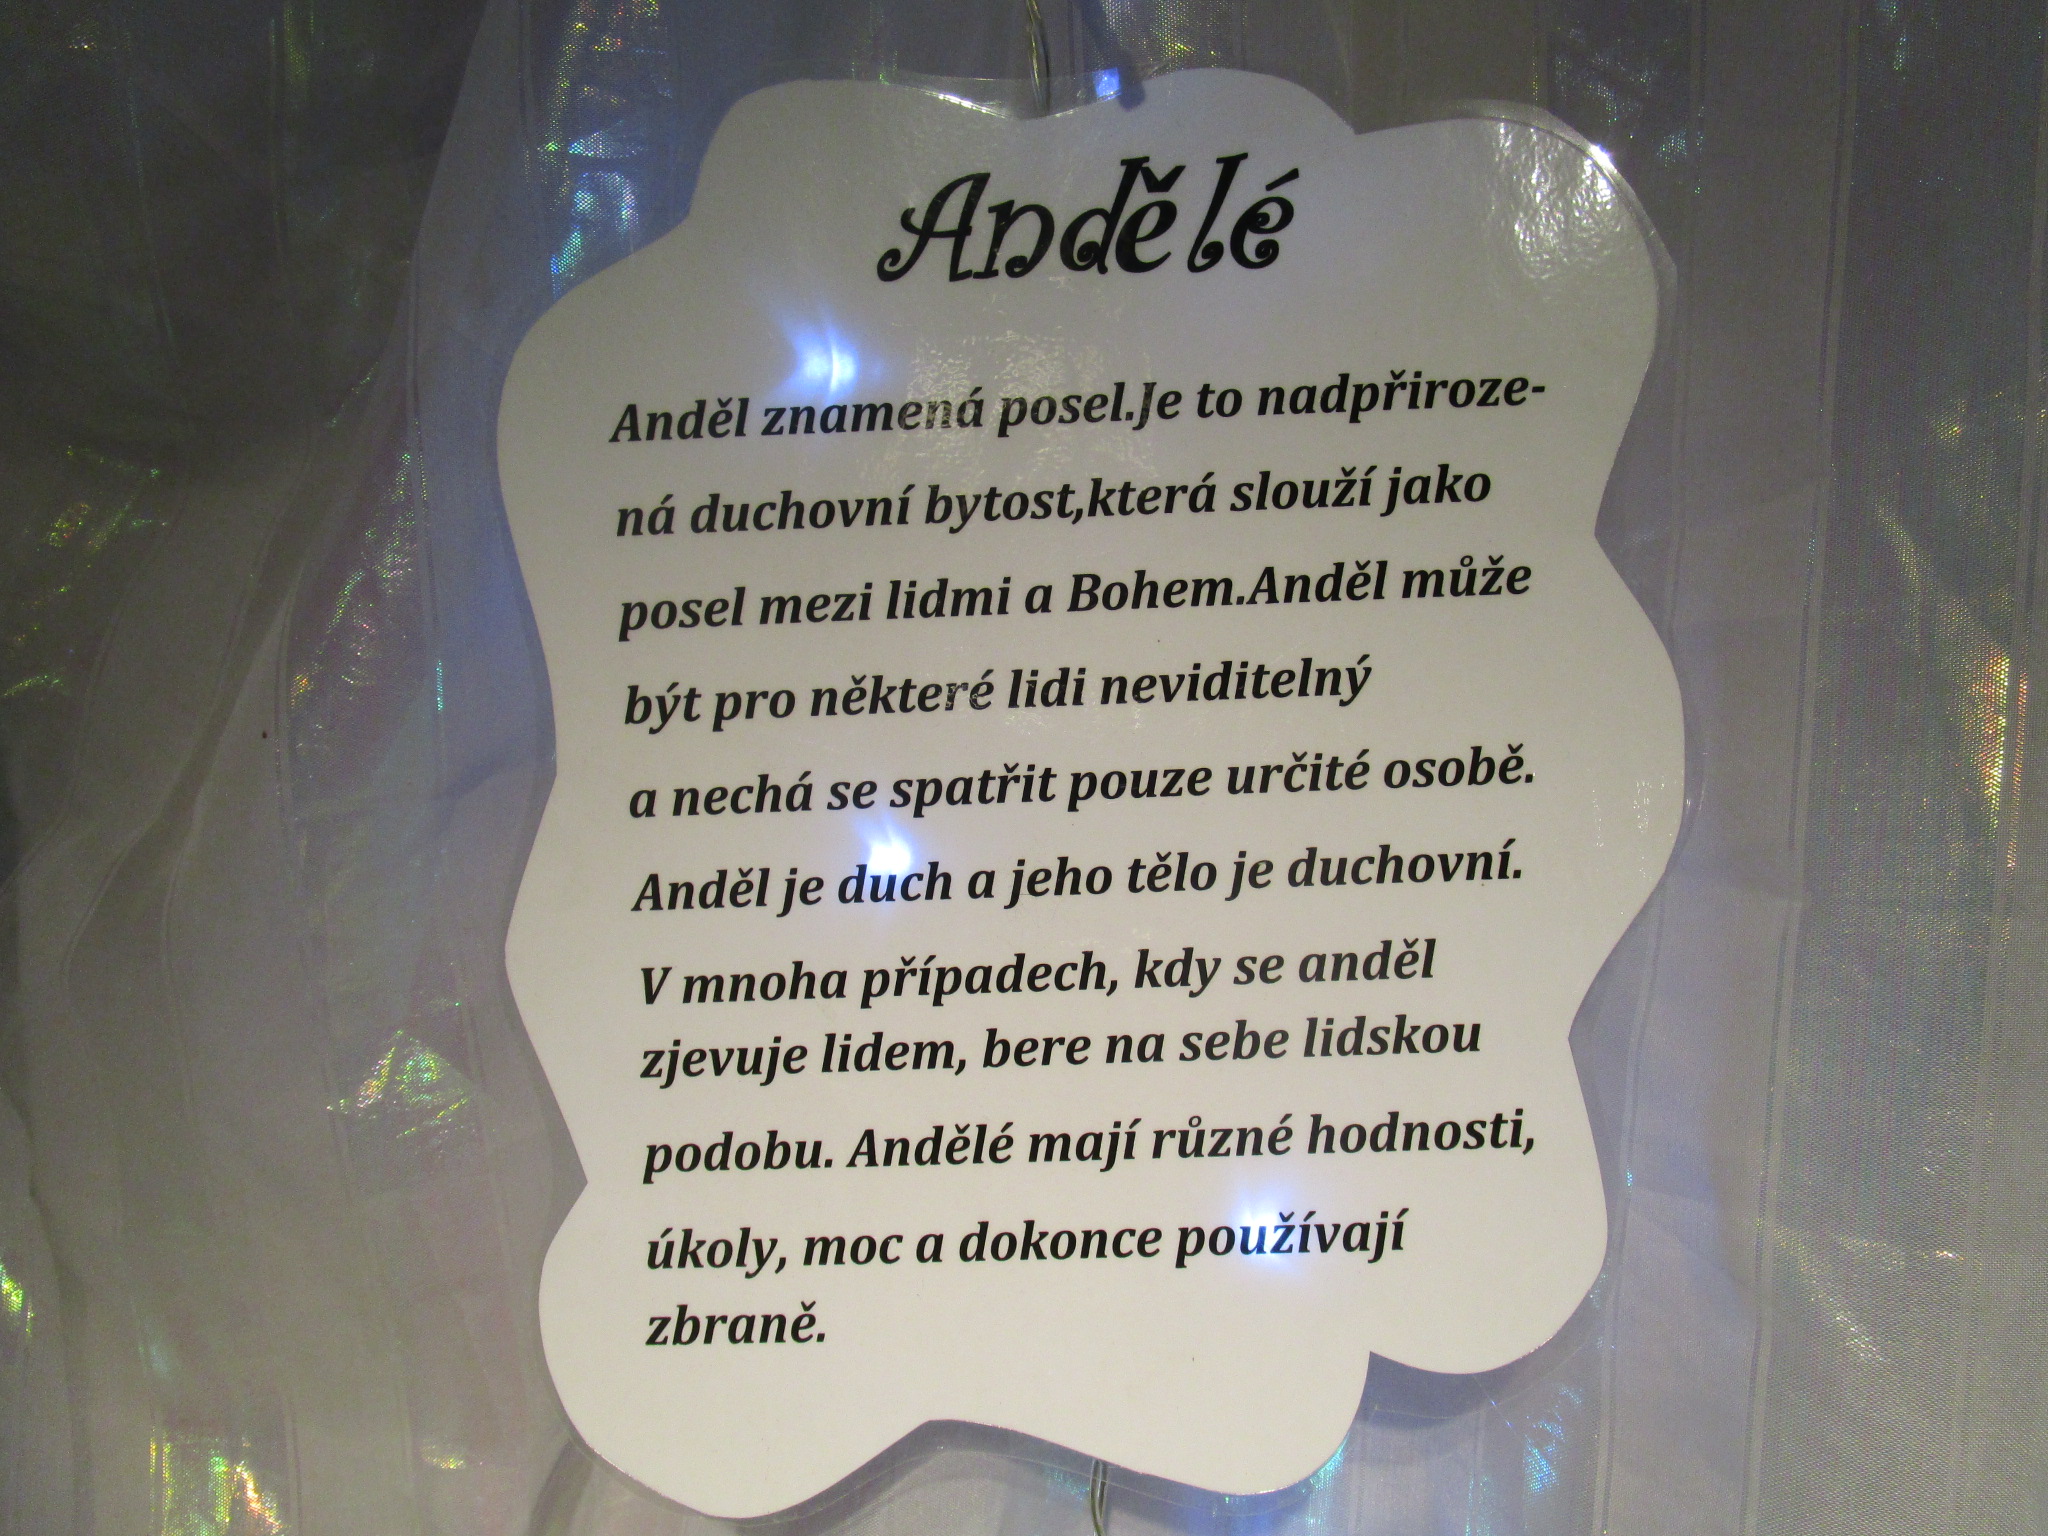 Andělé
Anděl znamená posel.Je to nadpřiroze-
ná duchovní bytost,která slouží jako
posel mezi lidmi a Bohem.Anděl může
být pro některé lidi neviditelný
a nechá se spatřit pouze určité osobě.
Anděl je duch a jeho tělo je duchovní.
V mnoha případech, kdy se anděl
zjevuje lidem, bere na sebe lidskou
podobu. Andělé mají různé hodnosti,
úkoly, moc a dokonce používají
zbraně.